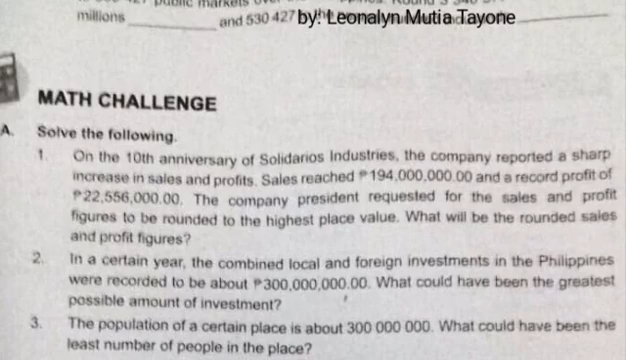 public markets
millions ____________ and 530 427 by: Leonalyn Mutia Tayone
MATH CHALLENGE
A. Solve the following.
1. On the 10th anniversary of Solidarios Industries, the company reported a sharp
increase in sales and profits. Sales reached ₱194,000,000.00 and a record profit of
₱22,556,000.00. The company president requested for the sales and profit
figures to be rounded to the highest place value. What will be the rounded sales
and profit figures?
2. In a certain year, the combined local and foreign investments in the Philippines
were recorded to be about ₱300,000,000.00. What could have been the greatest
possible amount of investment?
3. The population of a certain place is about 300 000 000. What could have been the
least number of people in the place?